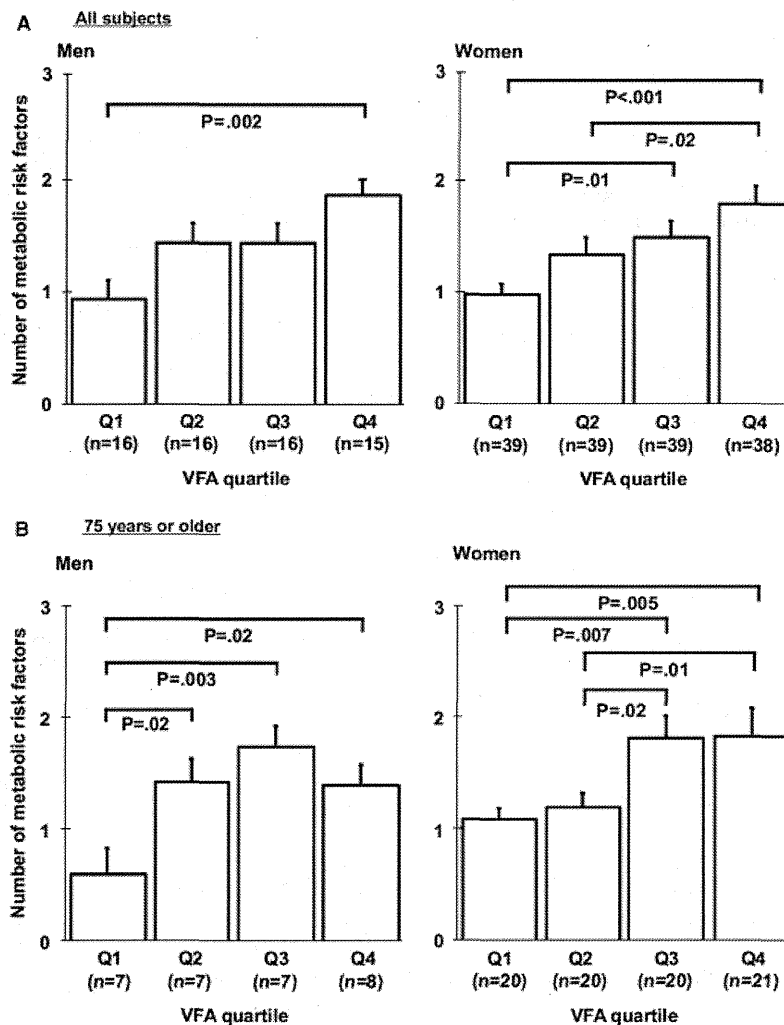 A All subjects
Men
Number of metabolic risk factors
3
2
1
0
P=.002
Q1 Q2 Q3 Q4
(n=16) (n=16) (n=16) (n=15)
VFA quartile
Women
3
2
1
0
P<.001
P=.02
P=.01
Q1 Q2 Q3 Q4
(n=39) (n=39) (n=39) (n=38)
VFA quartile
B 75 years or older
Men
Number of metabolic risk factors
3
2
1
0
P=.02
P=.003
P=.02
Q1 Q2 Q3 Q4
(n=7) (n=7) (n=7) (n=8)
VFA quartile
Women
3
2
1
0
P=.005
P=.007
P=.01
P=.02
Q1 Q2 Q3 Q4
(n=20) (n=20) (n=20) (n=21)
VFA quartile